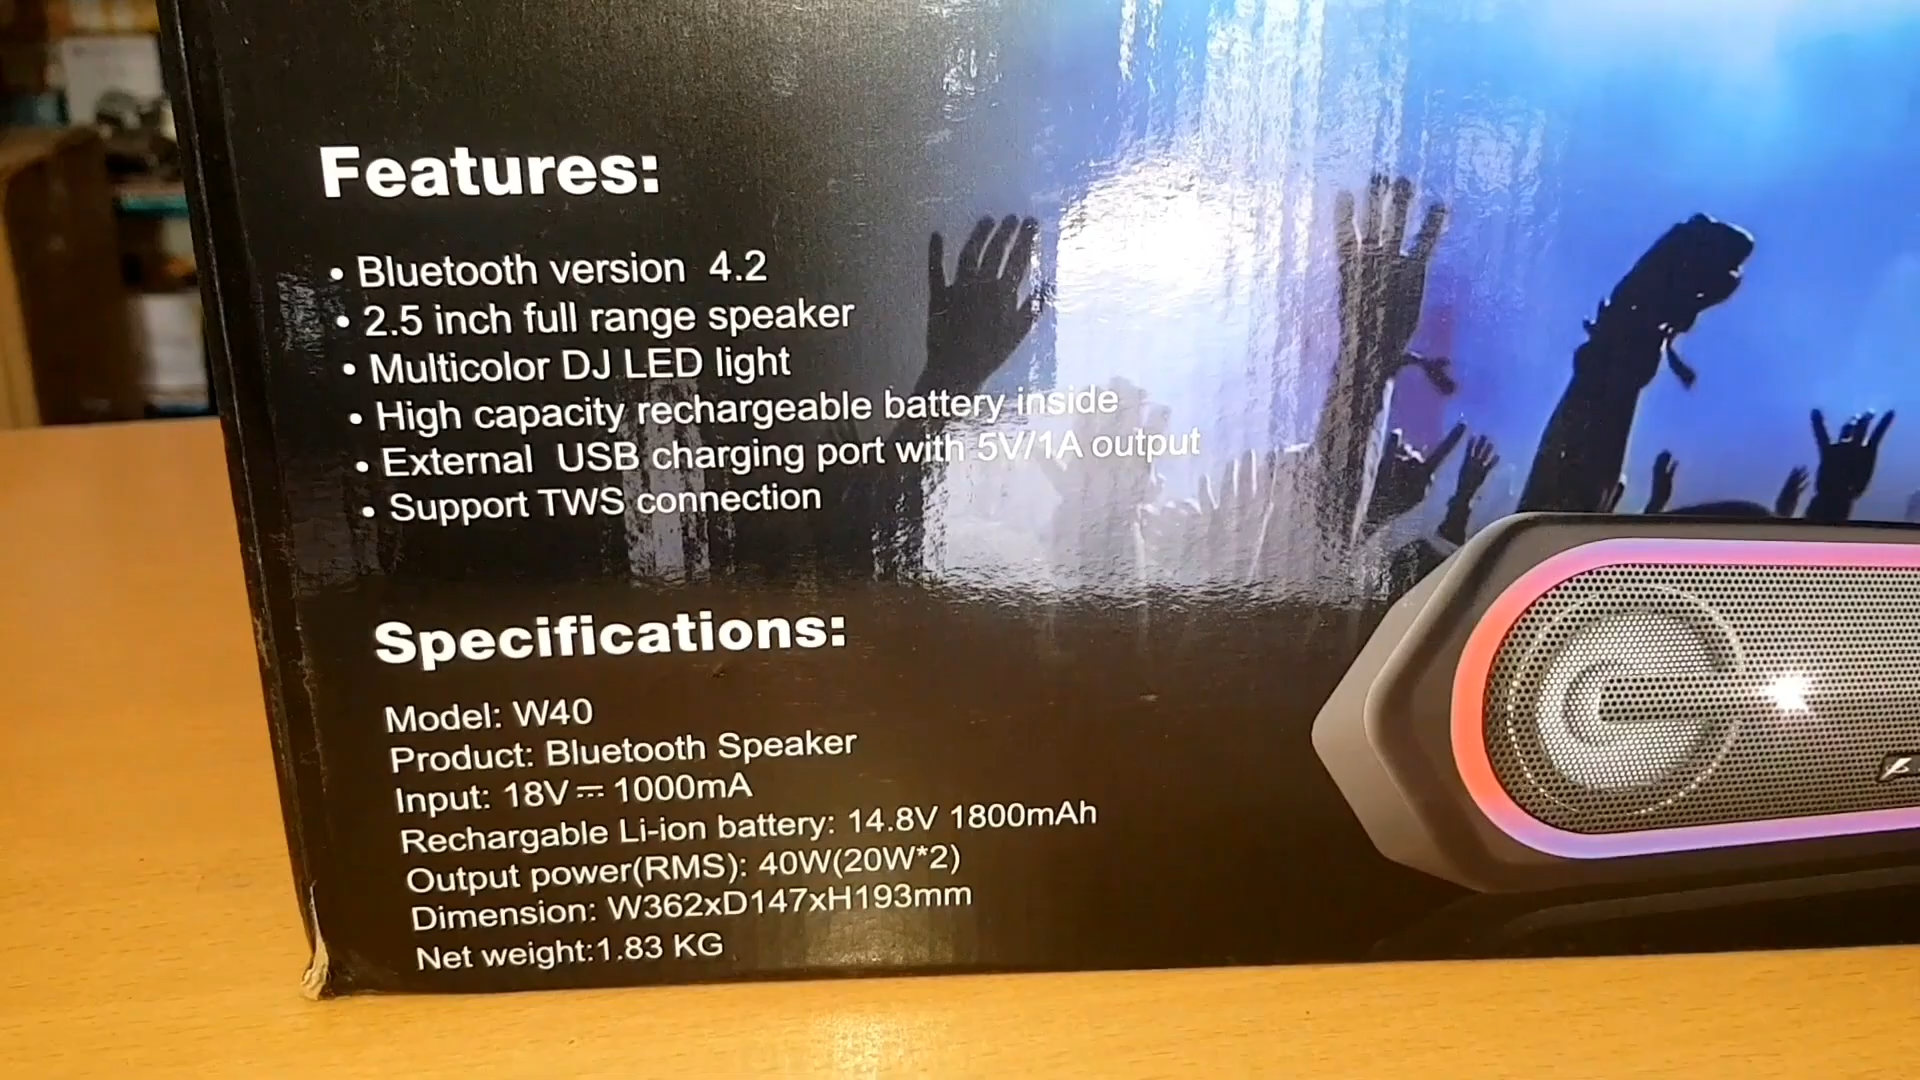 Features:
• Bluetooth version 4.2
• 2.5 inch full range speaker
• Multicolor DJ LED light
• High capacity rechargeable battery inside
• External USB charging port with 5V/1A output
• Support TWS connection
Specifications:
Model: W40
Product: Bluetooth Speaker
Input: 18V⎓1000mA
Rechargable Li-ion battery: 14.8V 1800mAh
Output power(RMS): 40W(20W*2)
Dimension: W362xD147xH193mm
Net weight:1.83 KG